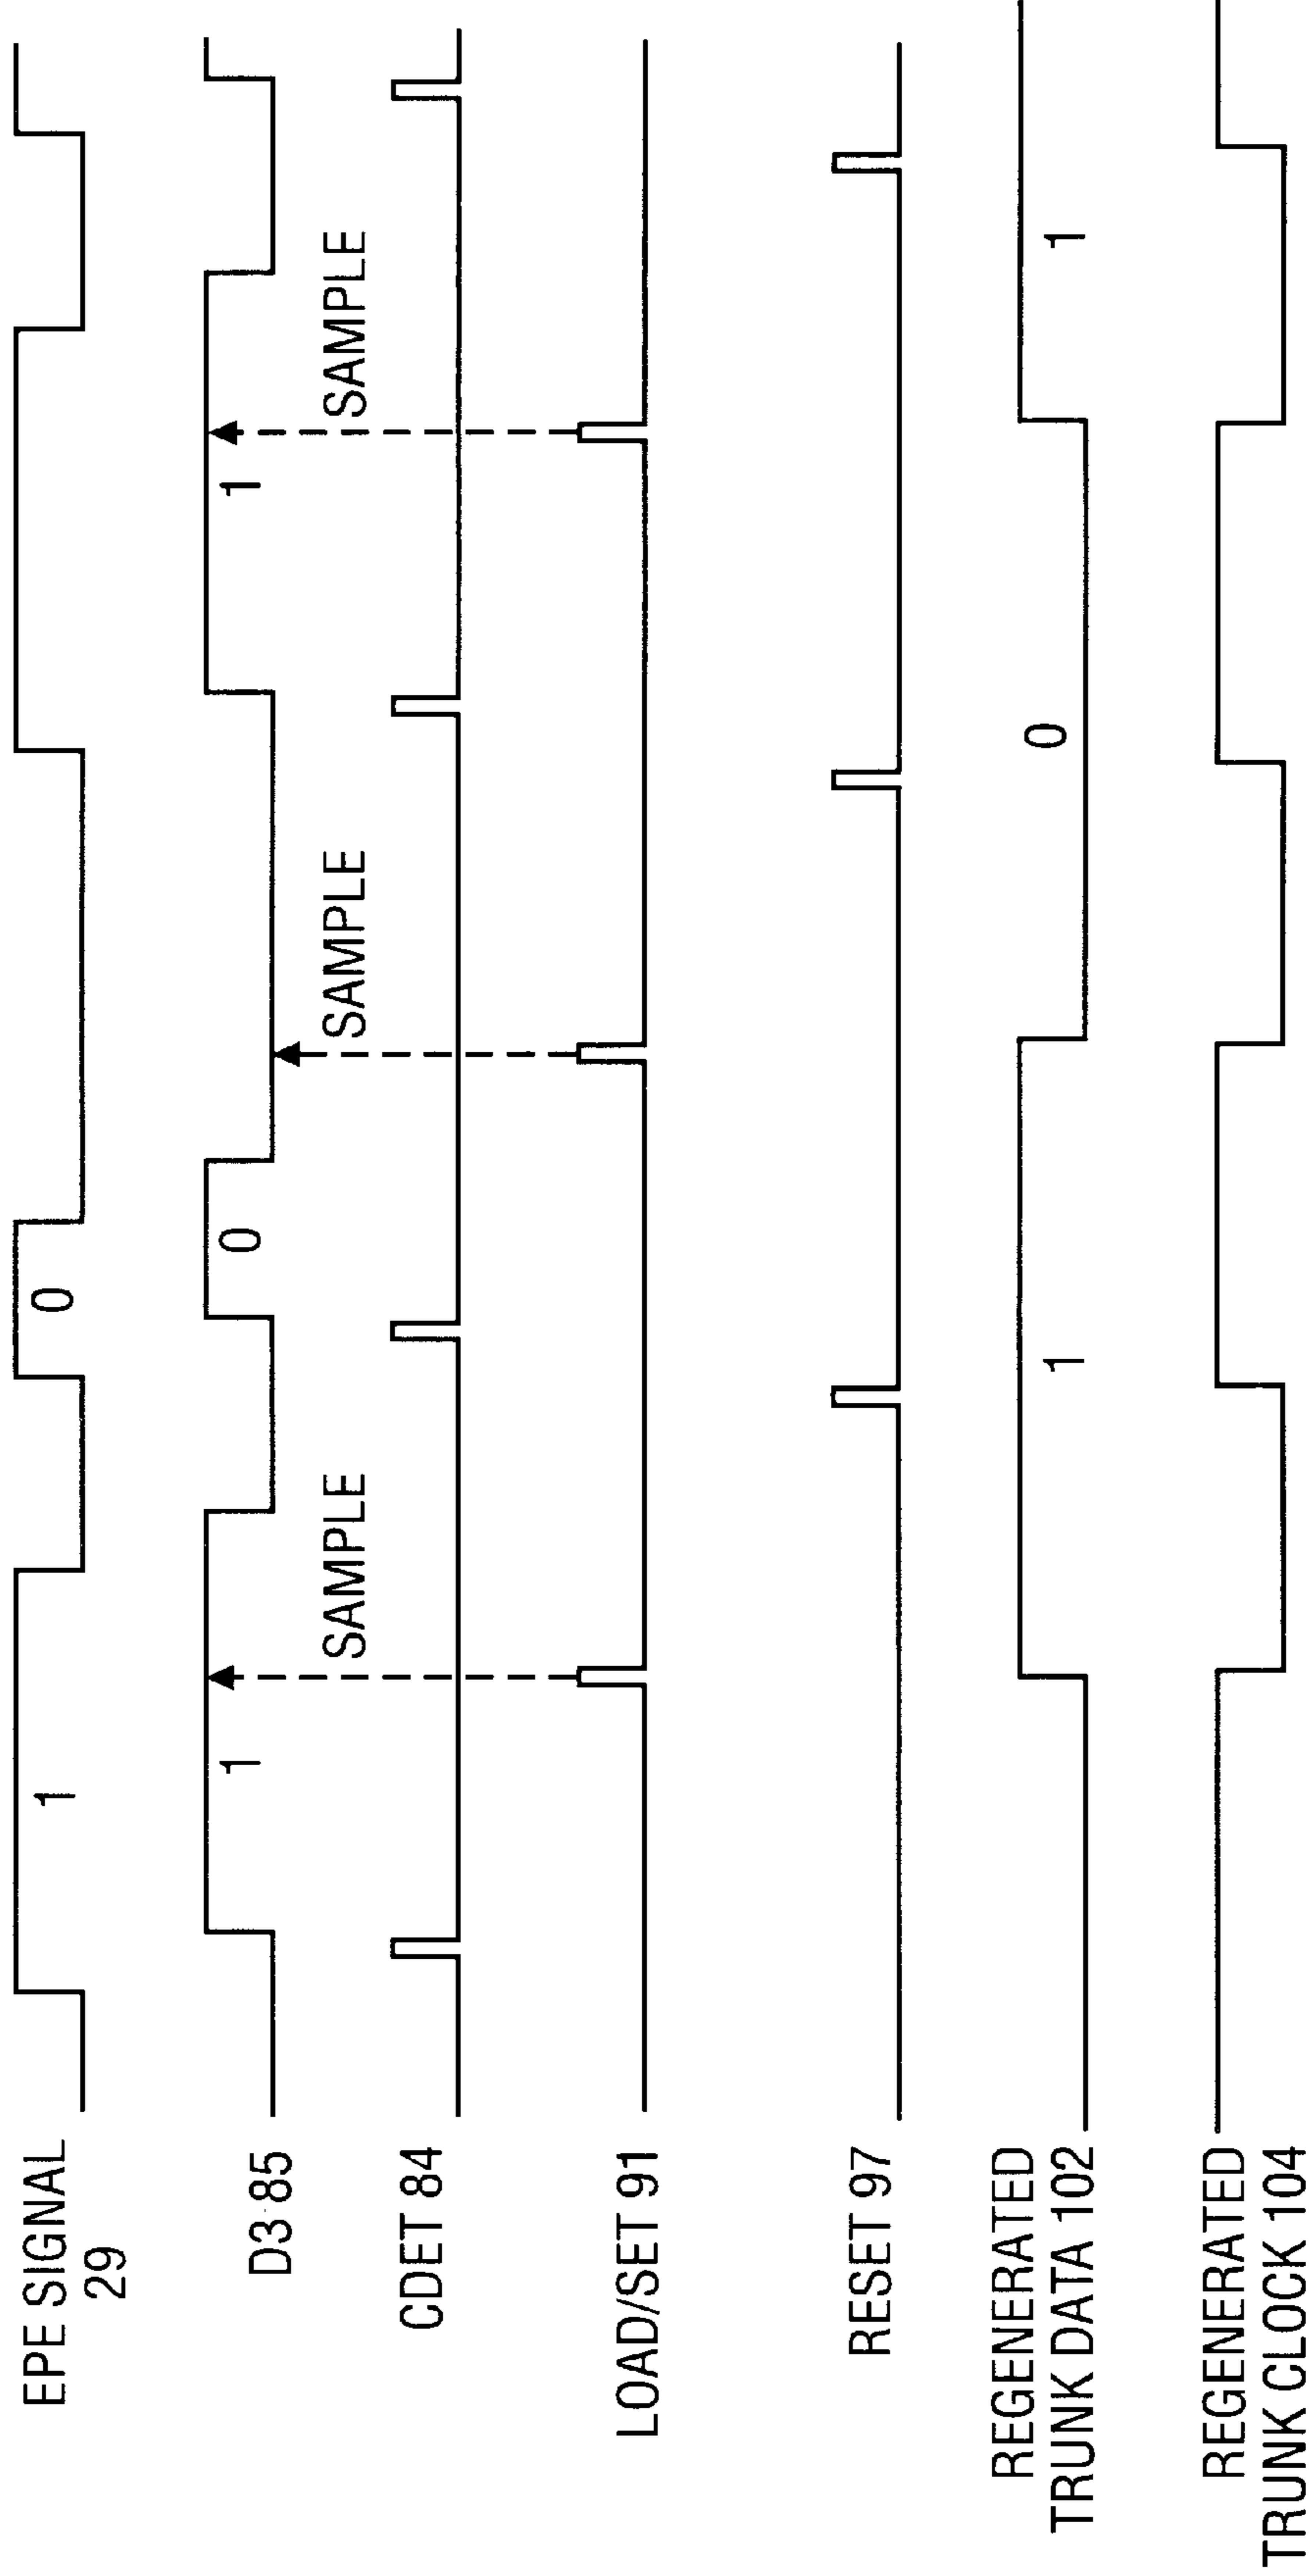 EPE SIGNAL
29
1
0
D3 85
1
0
1
SAMPLE
SAMPLE
SAMPLE
CDET 84
LOAD/SET 91
RESET 97
REGENERATED
TRUNK DATA 102
1
0
1
REGENERATED
TRUNK CLOCK 104